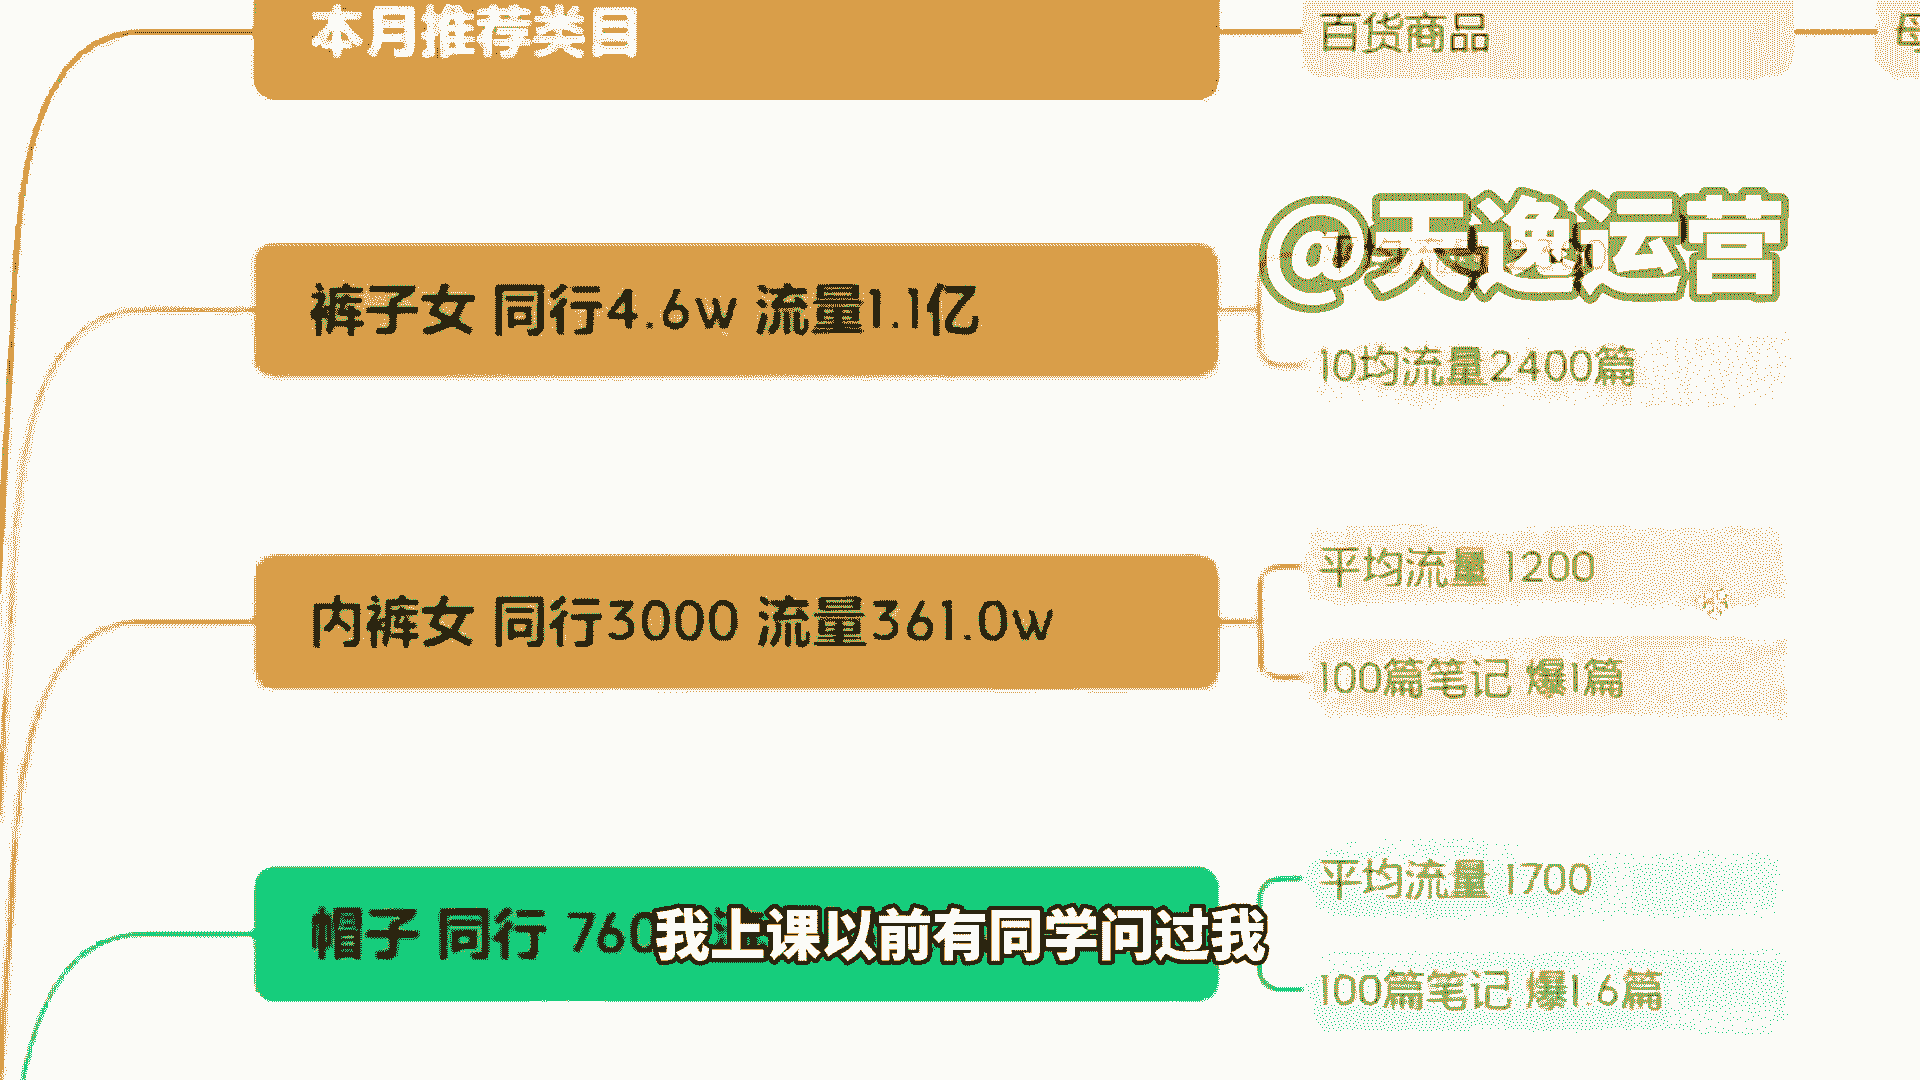 本月推荐类目
百货商品
@天逸运营
裤子女 同行4.6w 流量1.1亿
10均流量2400篇
内裤女 同行3000 流量361.0w
平均流量 1200
100篇笔记 爆1篇
帽子 同行 760
平均流量 1700
我上课以前有同学问过我
100篇笔记 爆1.6篇